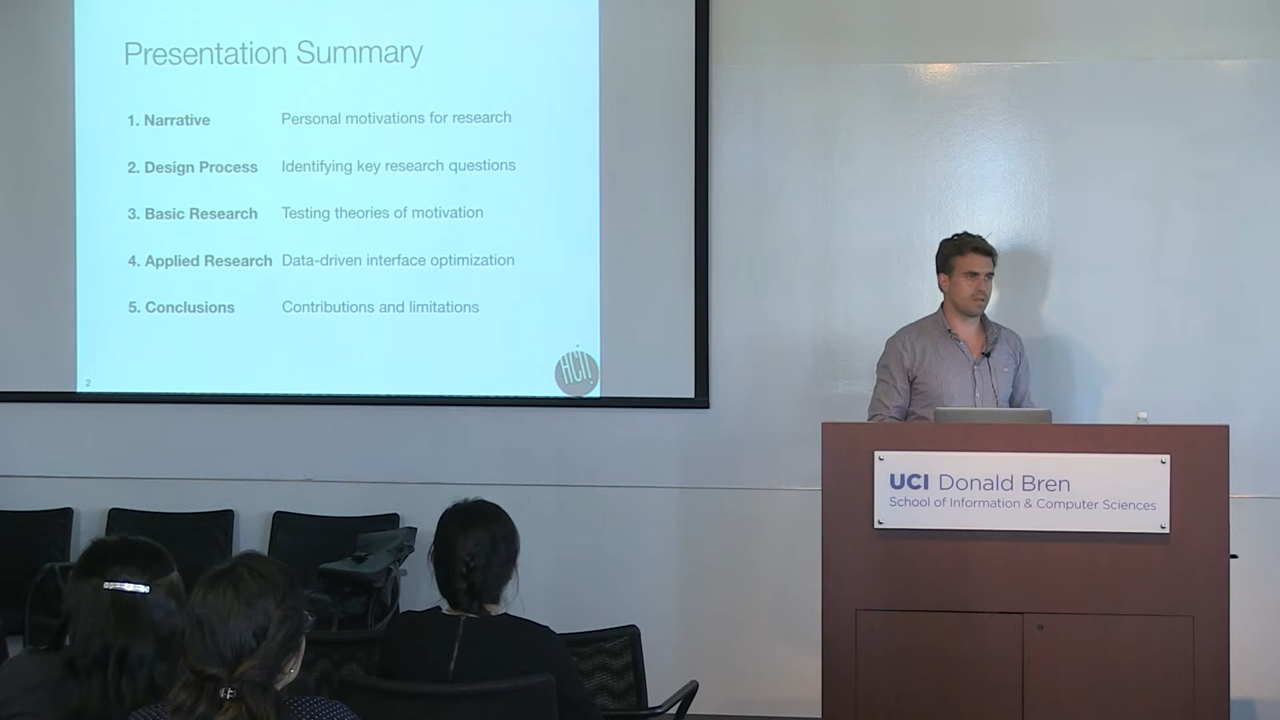 Presentation Summary
1. Narrative Personal motivations for research
2. Design Process Identifying key research questions
3. Basic Research Testing theories of motivation
4. Applied Research Data-driven interface optimization
5. Conclusions Contributions and limitations
2
HCII
UCI Donald Bren
School of Information & Computer Sciences